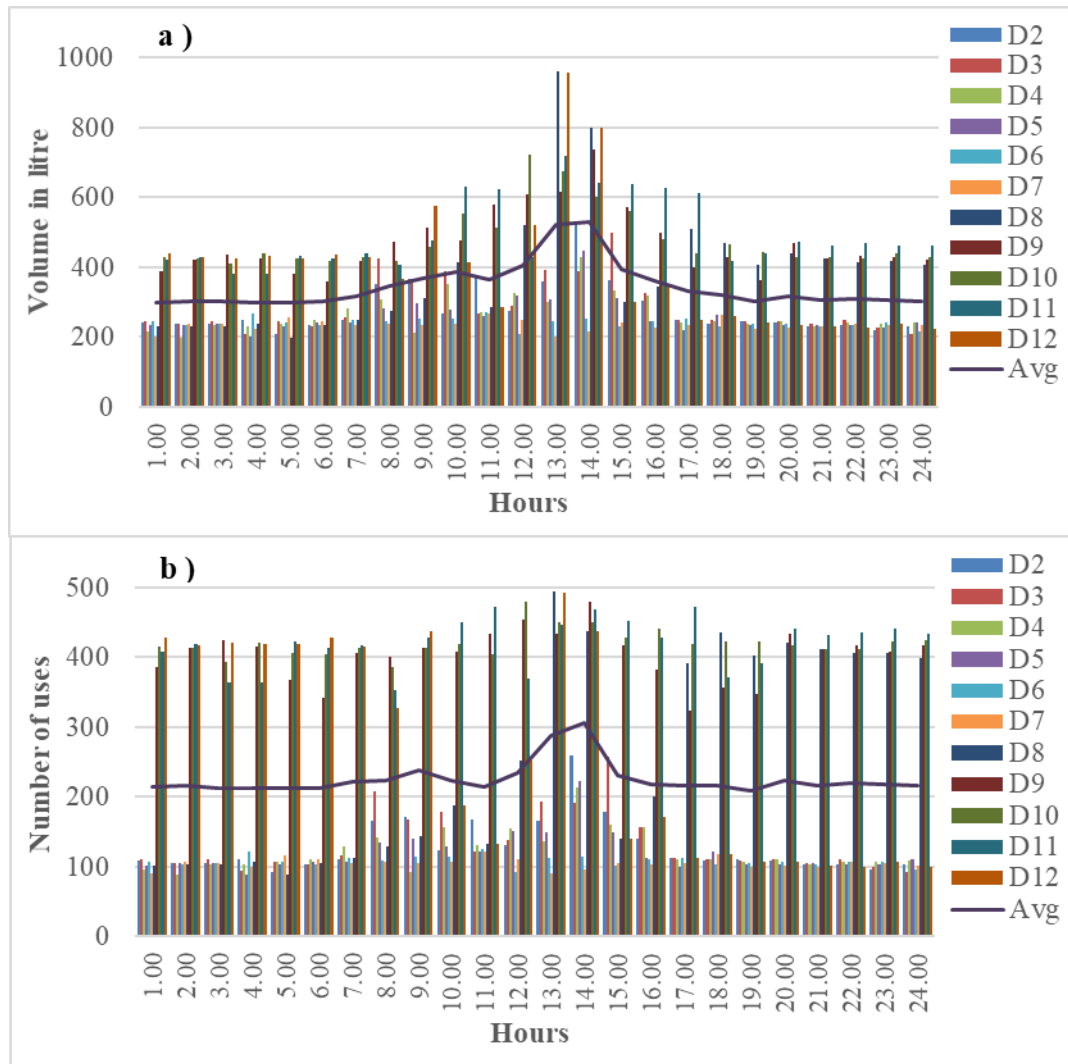 a )
Volume in litre
1000
800
600
400
200
0
1.00 2.00 3.00 4.00 5.00 6.00 7.00 8.00 9.00 10.00 11.00 12.00 13.00 14.00 15.00 16.00 17.00 18.00 19.00 20.00 21.00 22.00 23.00 24.00
Hours
D2
D3
D4
D5
D6
D7
D8
D9
D10
D11
D12
Avg
b )
Number of uses
500
400
300
200
100
0
1.00 2.00 3.00 4.00 5.00 6.00 7.00 8.00 9.00 10.00 11.00 12.00 13.00 14.00 15.00 16.00 17.00 18.00 19.00 20.00 21.00 22.00 23.00 24.00
Hours
D2
D3
D4
D5
D6
D7
D8
D9
D10
D11
D12
Avg